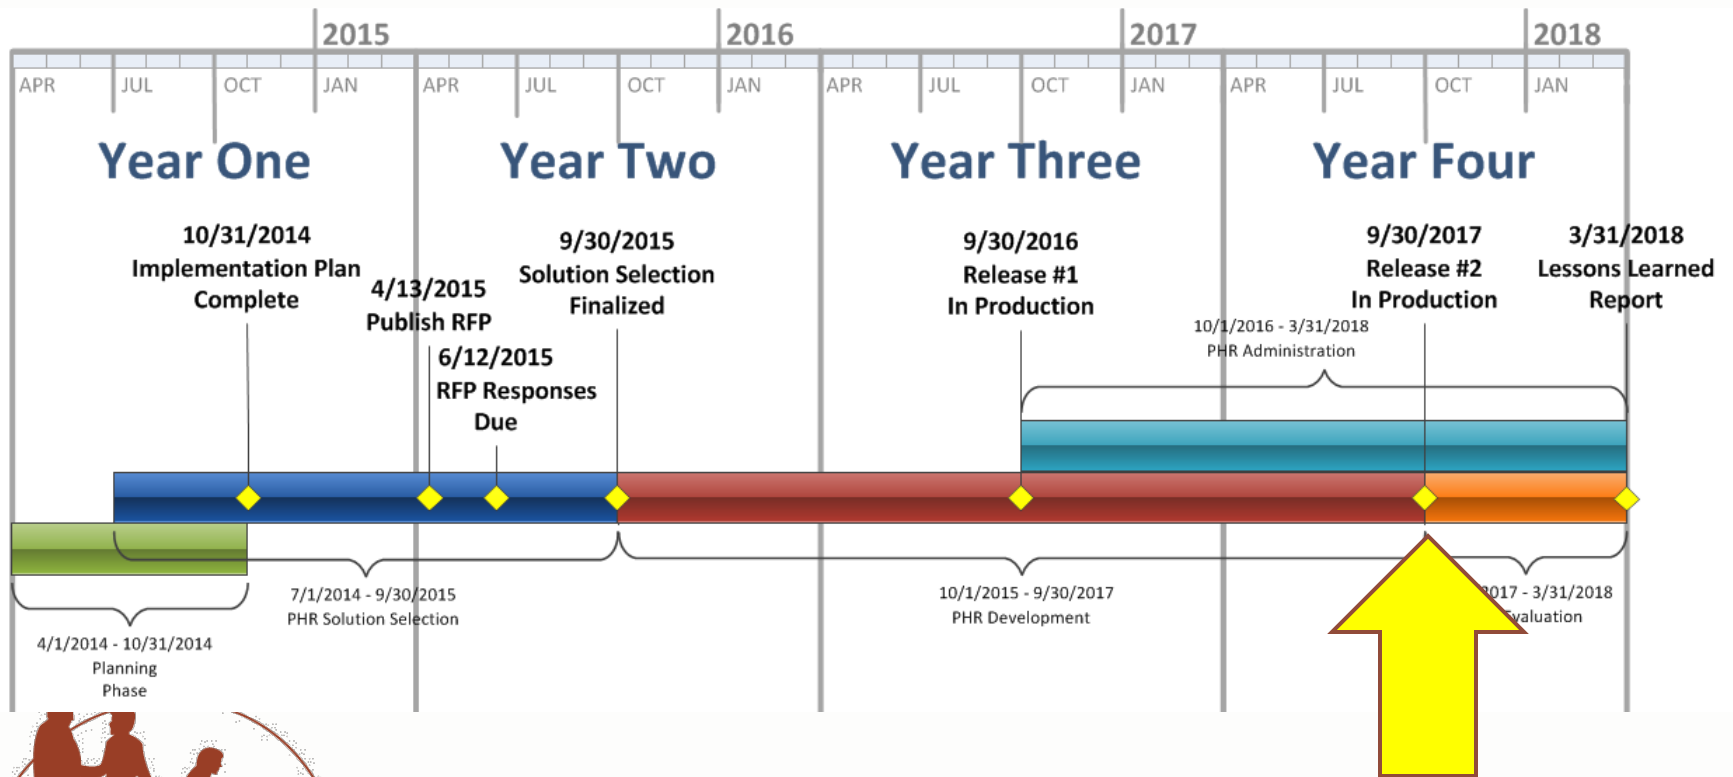 2015
2016
2017
2018
APR JUL OCT JAN APR JUL OCT JAN APR JUL OCT JAN APR JUL OCT JAN
Year One
Year Two
Year Three
Year Four
10/31/2014
Implementation Plan
Complete
4/13/2015
Publish RFP
6/12/2015
RFP Responses
Due
9/30/2015
Solution Selection
Finalized
9/30/2016
Release #1
In Production
9/30/2017
Release #2
In Production
3/31/2018
Lessons Learned
Report
10/1/2016 - 3/31/2018
PHR Administration
4/1/2014 - 10/31/2014
Planning
Phase
7/1/2014 - 9/30/2015
PHR Solution Selection
10/1/2015 - 9/30/2017
PHR Development
2017 - 3/31/2018
valuation